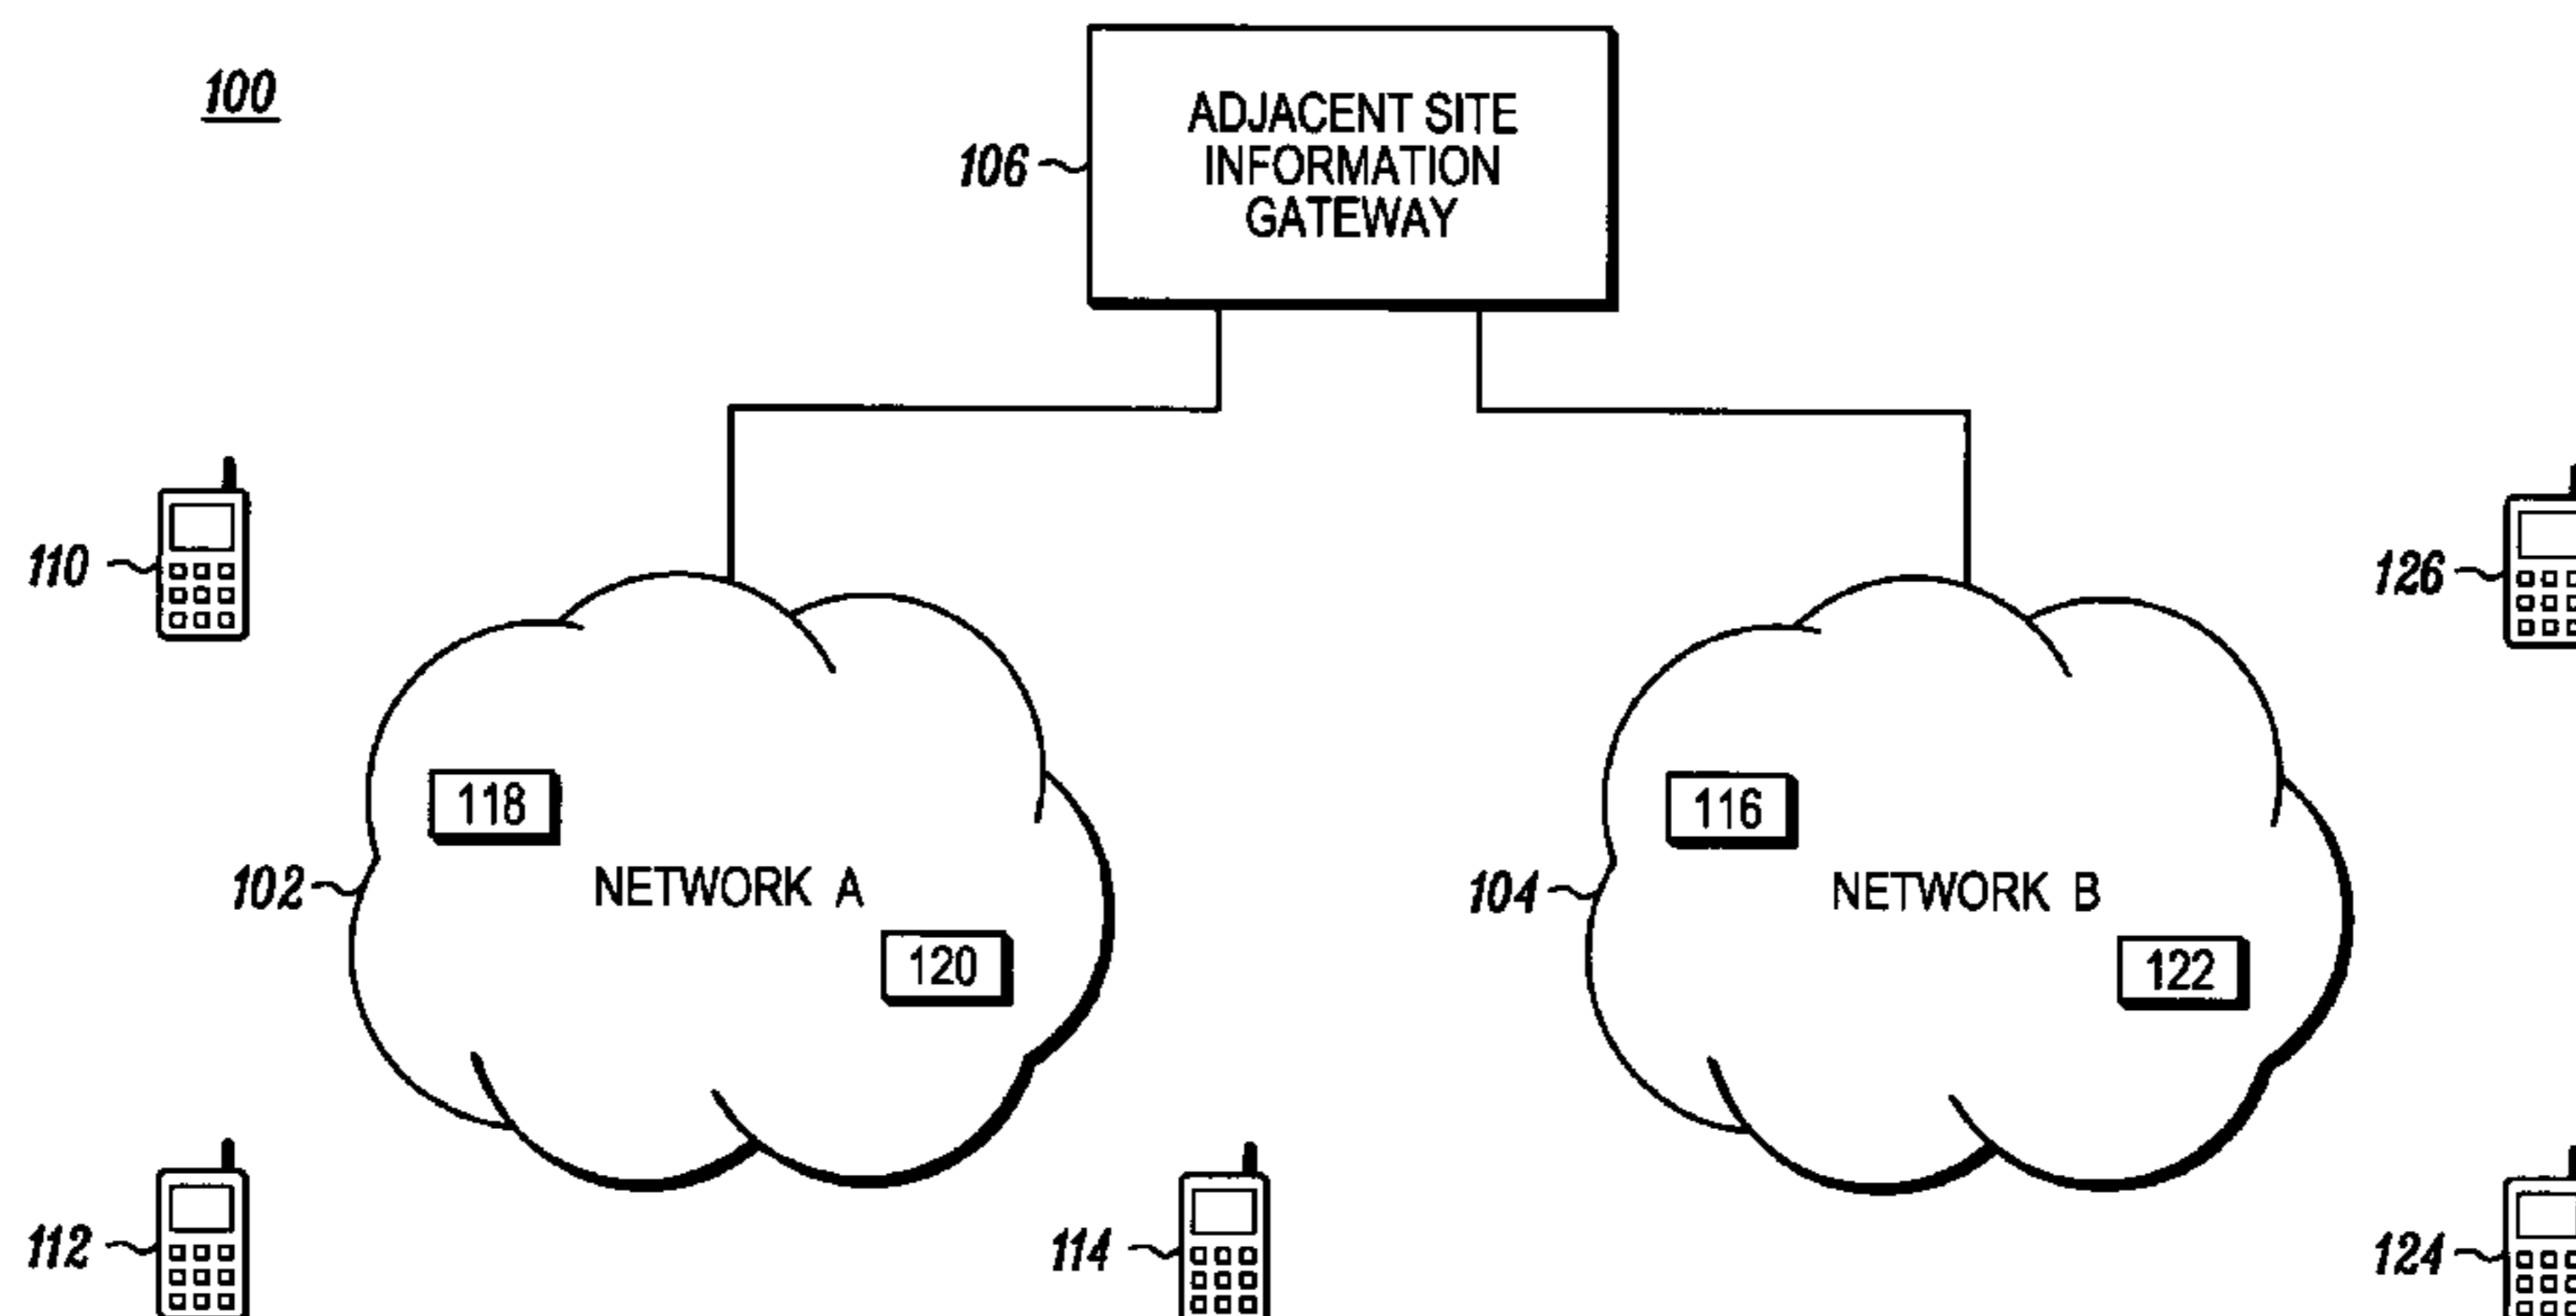 100
ADJACENT SITE
INFORMATION
GATEWAY
106
110
126
118
116
102
NETWORK A
104
NETWORK B
120
122
112
114
124